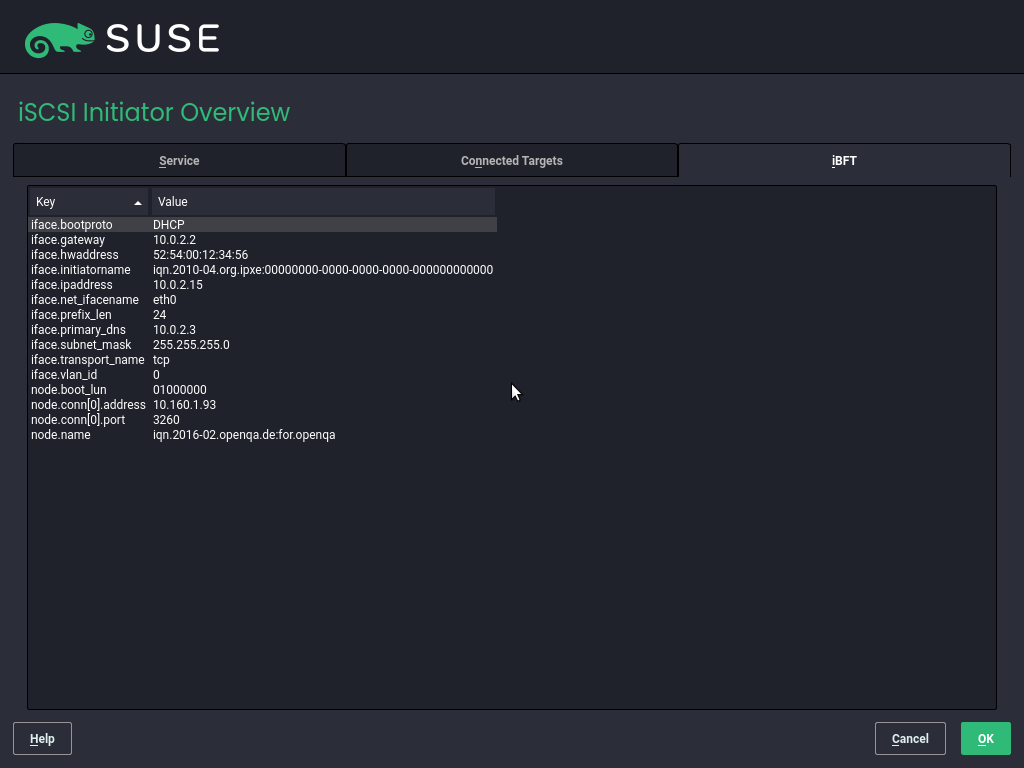 SUSE
iSCSI Initiator Overview
Service Connected Targets iBFT
Key Value
iface.bootproto DHCP
iface.gateway 10.0.2.2
iface.hwaddress 52:54:00:12:34:56
iface.initiatorname iqn.2010-04.org.ipxe:00000000-0000-0000-0000-000000000000
iface.ipaddress 10.0.2.15
iface.net_ifacename eth0
iface.prefix_len 24
iface.primary_dns 10.0.2.3
iface.subnet_mask 255.255.255.0
iface.transport_name tcp
iface.vlan_id 0
node.boot_lun 01000000
node.conn[0].address 10.160.1.93
node.conn[0].port 3260
node.name iqn.2016-02.openqa.de:for.openqa
Help Cancel OK